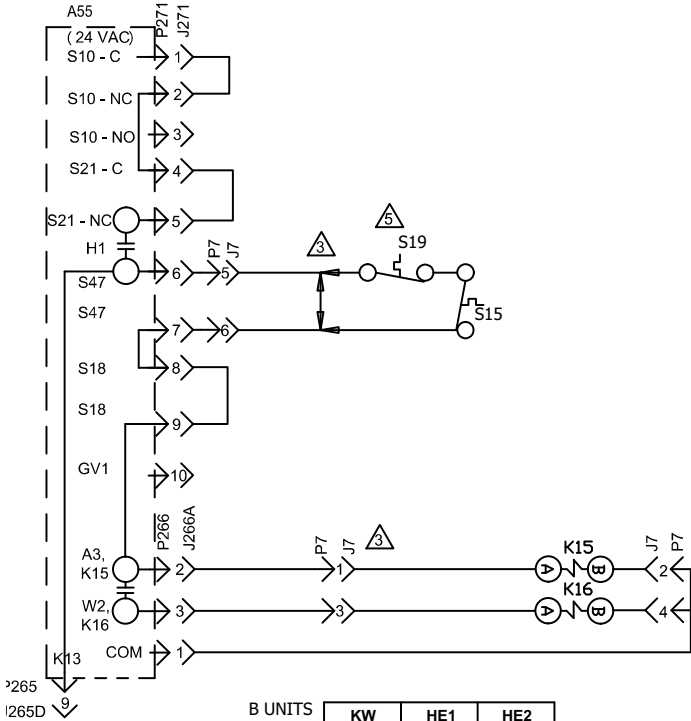 A55
P271 J271
( 24 VAC)
S10 - C 1
S10 - NC 2
S10 - NO 3
S21 - C 4
S21 - NC 5
H1
S47 6 P7 5 J7 3 5 S19
S47 7 6 S15
S18 8
S18 9
GV1 10
P266 J266A P7 J7 3 K15 J7 P7
A3, K15 2 1 A B 2
W2, K16 3 3 K16 A B 4
COM 1
K13
P265
9
J265D
B UNITS KW HE1 HE2